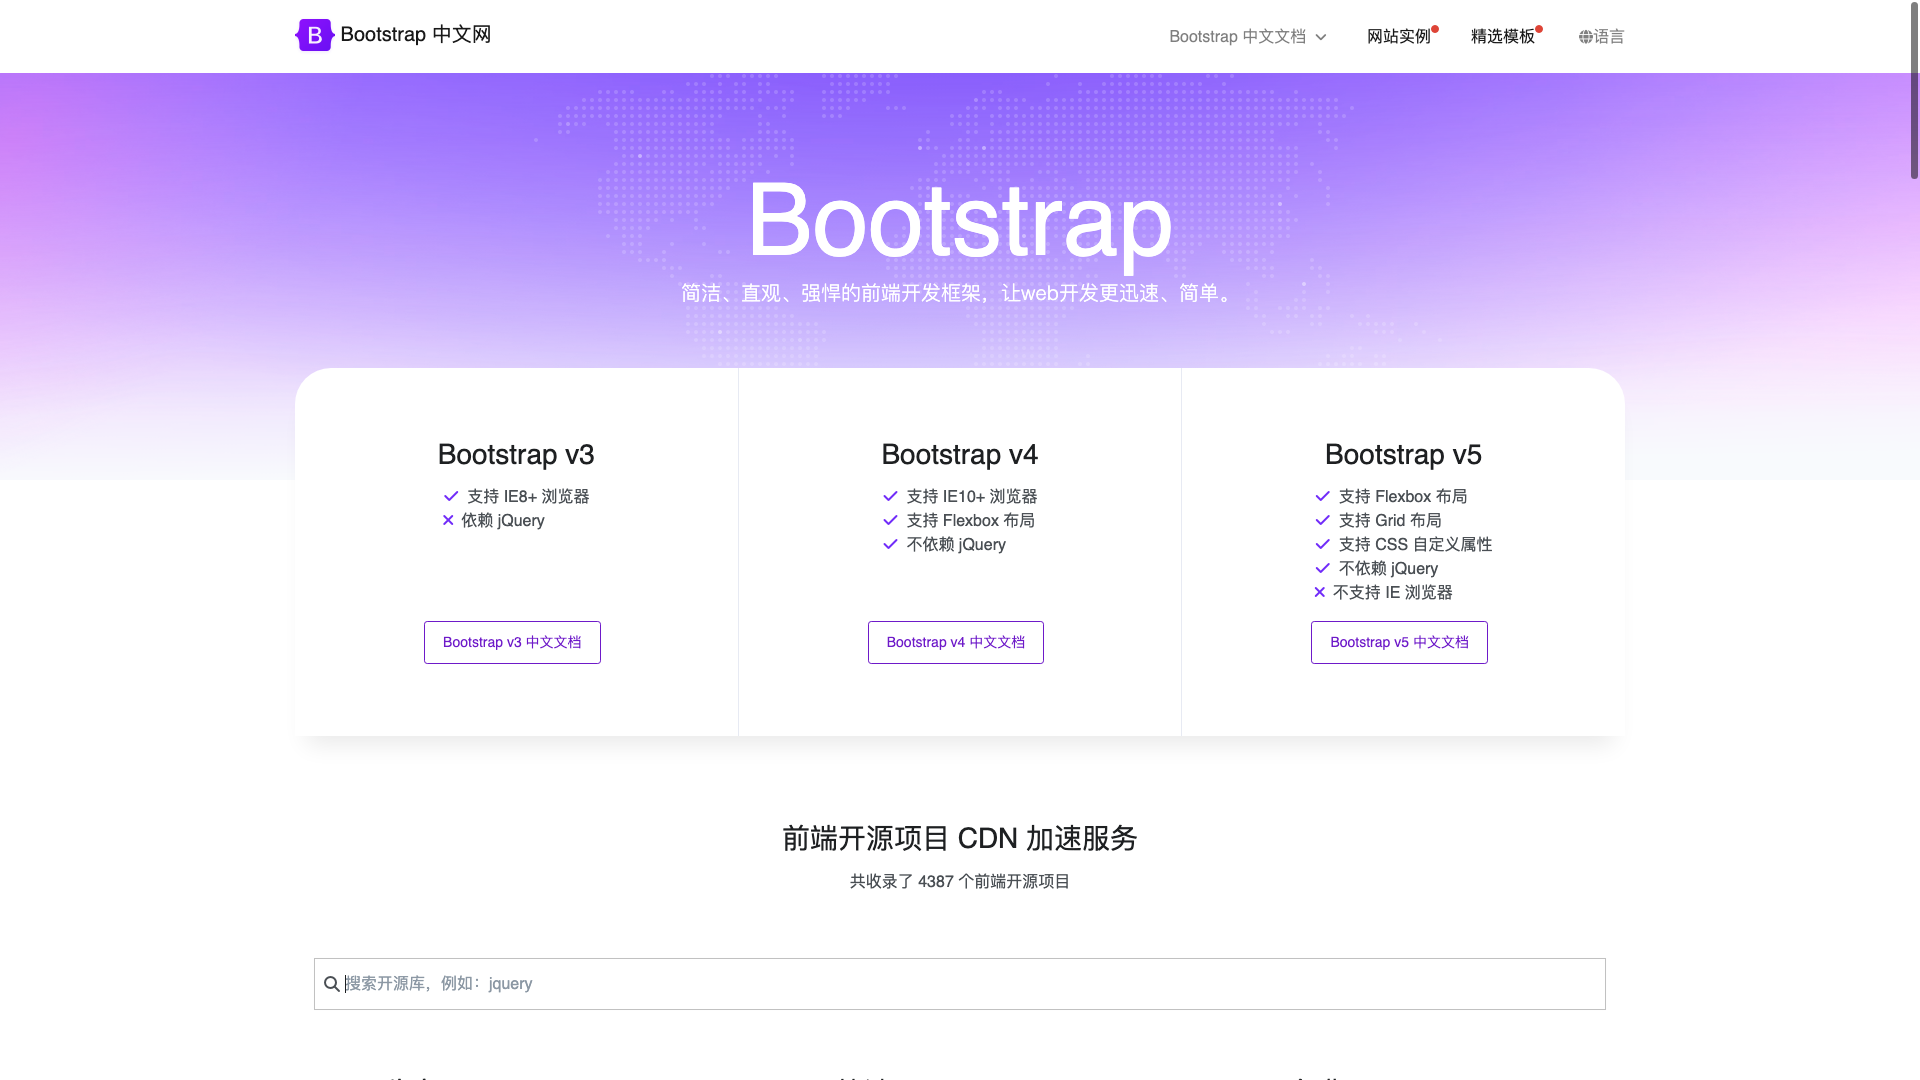 B Bootstrap 中文网
Bootstrap 中文文档
网站实例
精选模板
语言
Bootstrap
简洁、直观、强悍的前端开发框架，让web开发更迅速、简单。
Bootstrap v3
支持 IE8+ 浏览器
依赖 jQuery
Bootstrap v3 中文文档
Bootstrap v4
支持 IE10+ 浏览器
支持 Flexbox 布局
不依赖 jQuery
Bootstrap v4 中文文档
Bootstrap v5
支持 Flexbox 布局
支持 Grid 布局
支持 CSS 自定义属性
不依赖 jQuery
不支持 IE 浏览器
Bootstrap v5 中文文档
前端开源项目 CDN 加速服务
共收录了 4387 个前端开源项目
搜索开源库，例如：jquery